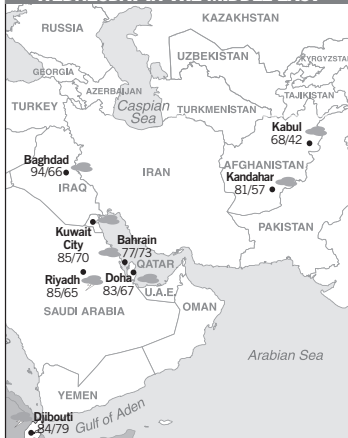 RUSSIA
KAZAKHSTAN
UZBEKISTAN
KYRGYZSTAN
GEORGIA
AZERBAIJAN
Caspian
Sea
TURKMENISTAN
TAJIKISTAN
TURKEY
Kabul
68/42
Baghdad
94/66
IRAQ
IRAN
AFGHANISTAN
Kandahar
81/57
PAKISTAN
Kuwait
City
85/70
Bahrain
77/73
QATAR
Riyadh
85/65
Doha
83/67
U.A.E.
SAUDI ARABIA
OMAN
Arabian Sea
YEMEN
Djibouti
84/79
Gulf of Aden